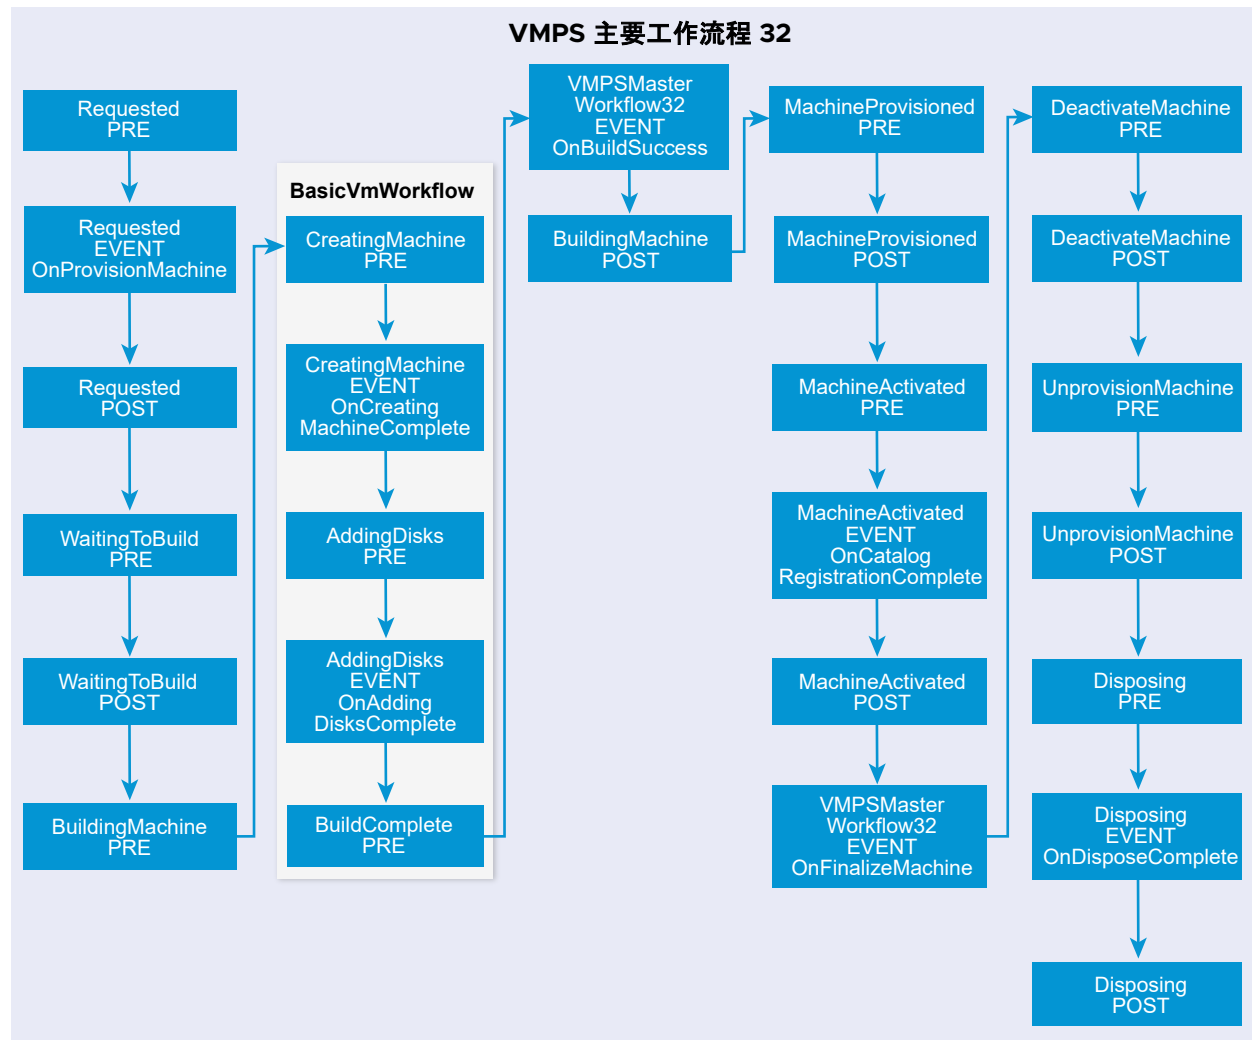 VMPS 主要工作流程 32
Requested
PRE
Requested
EVENT
OnProvisionMachine
Requested
POST
WaitingToBuild
PRE
WaitingToBuild
POST
BuildingMachine
PRE
BasicVmWorkflow
CreatingMachine
PRE
CreatingMachine
EVENT
OnCreating
MachineComplete
AddingDisks
PRE
AddingDisks
EVENT
OnAdding
DisksComplete
BuildComplete
PRE
VMPSMaster
Workflow32
EVENT
OnBuildSuccess
BuildingMachine
POST
MachineProvisioned
PRE
MachineProvisioned
POST
MachineActivated
PRE
MachineActivated
EVENT
OnCatalog
RegistrationComplete
MachineActivated
POST
VMPSMaster
Workflow32
EVENT
OnFinalizeMachine
DeactivateMachine
PRE
DeactivateMachine
POST
UnprovisionMachine
PRE
UnprovisionMachine
POST
Disposing
PRE
Disposing
EVENT
OnDisposeComplete
Disposing
POST